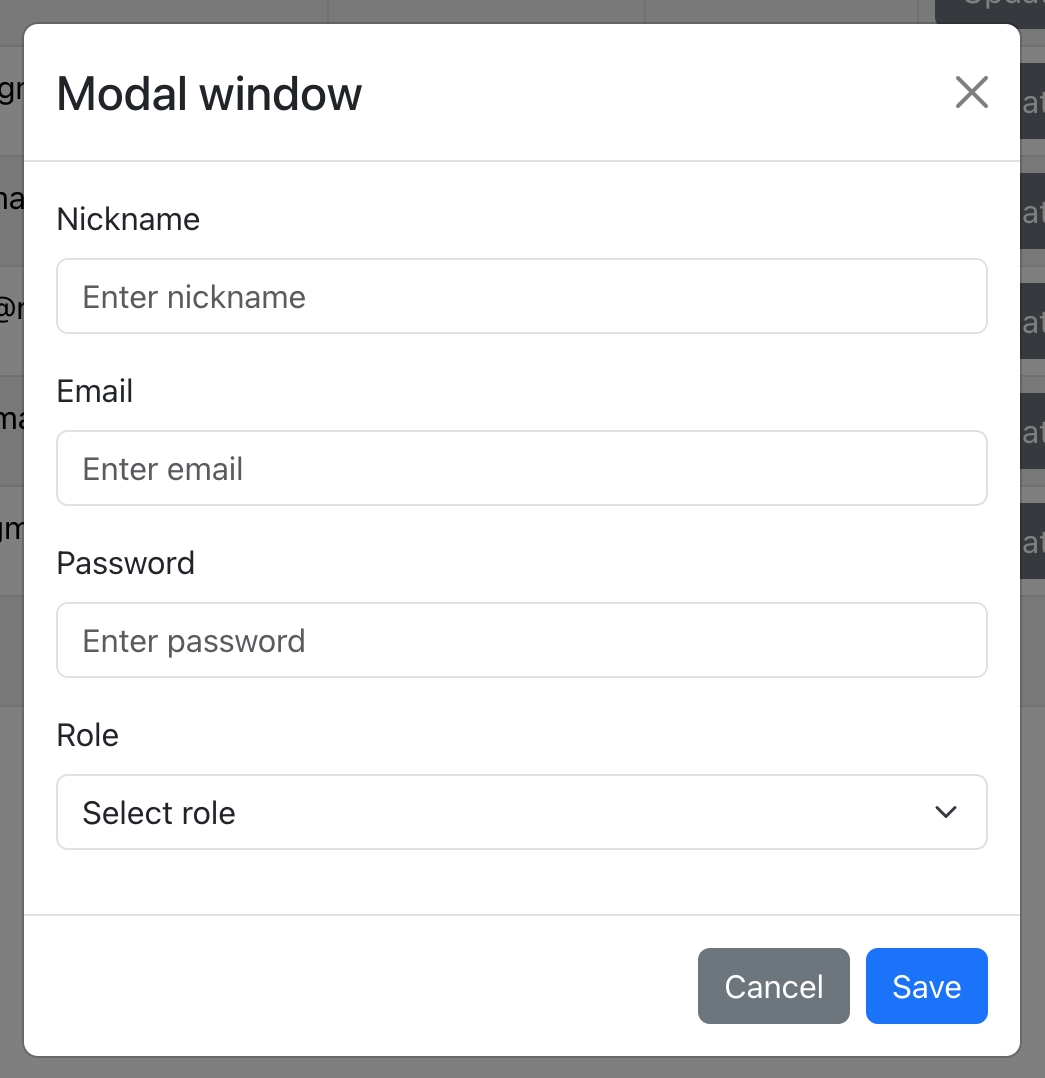 Modal window
Nickname
Enter nickname
Email
Enter email
Password
Enter password
Role
Select role
Cancel
Save